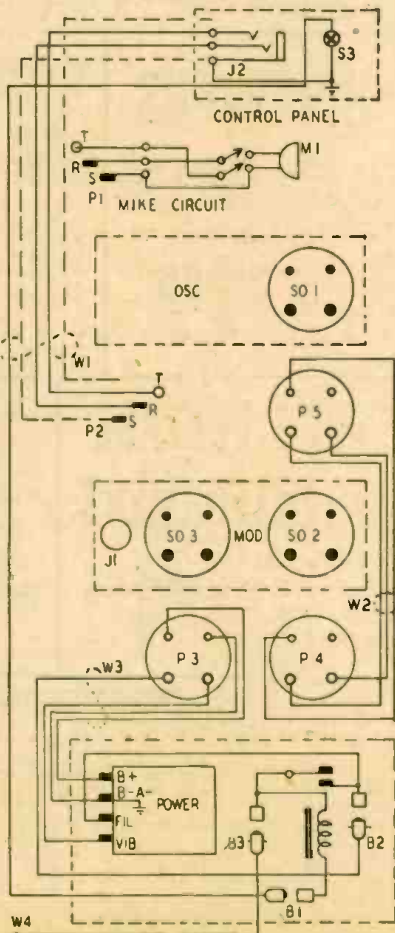 S3
J2
CONTROL PANEL
T
M1
R
S
P1 MIKE CIRCUIT
OSC SO 1
W1
T
P 5
R
P2 S
SO 3 MOD SO 2
J1
W2
P 3 P 4
W3
B+
B-A-
POWER
FIL
B3 B2
VIB
B1
W4